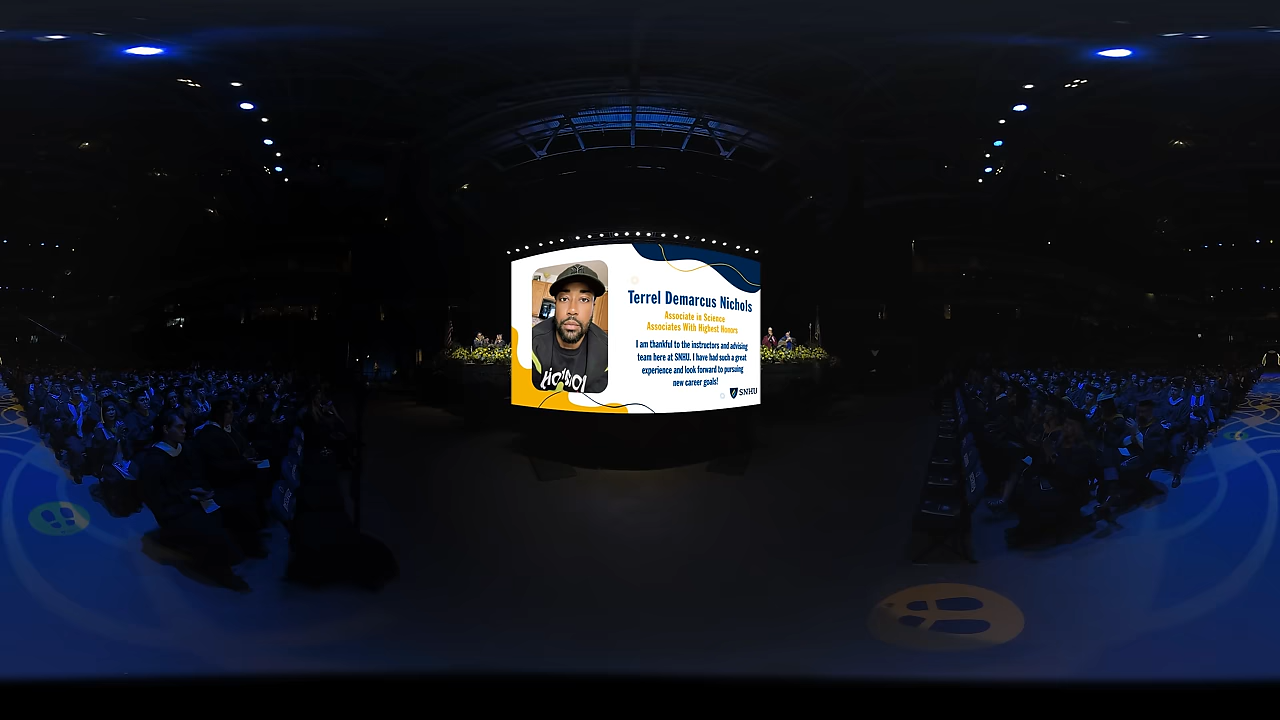 Terrel Demarcus Nichols
Associate in Science
Associates With Highest Honors
I am thankful to the instructors and advising
team here at SNHU. I have had such a great
experience and look forward to pursuing
new career goals!
SNHU